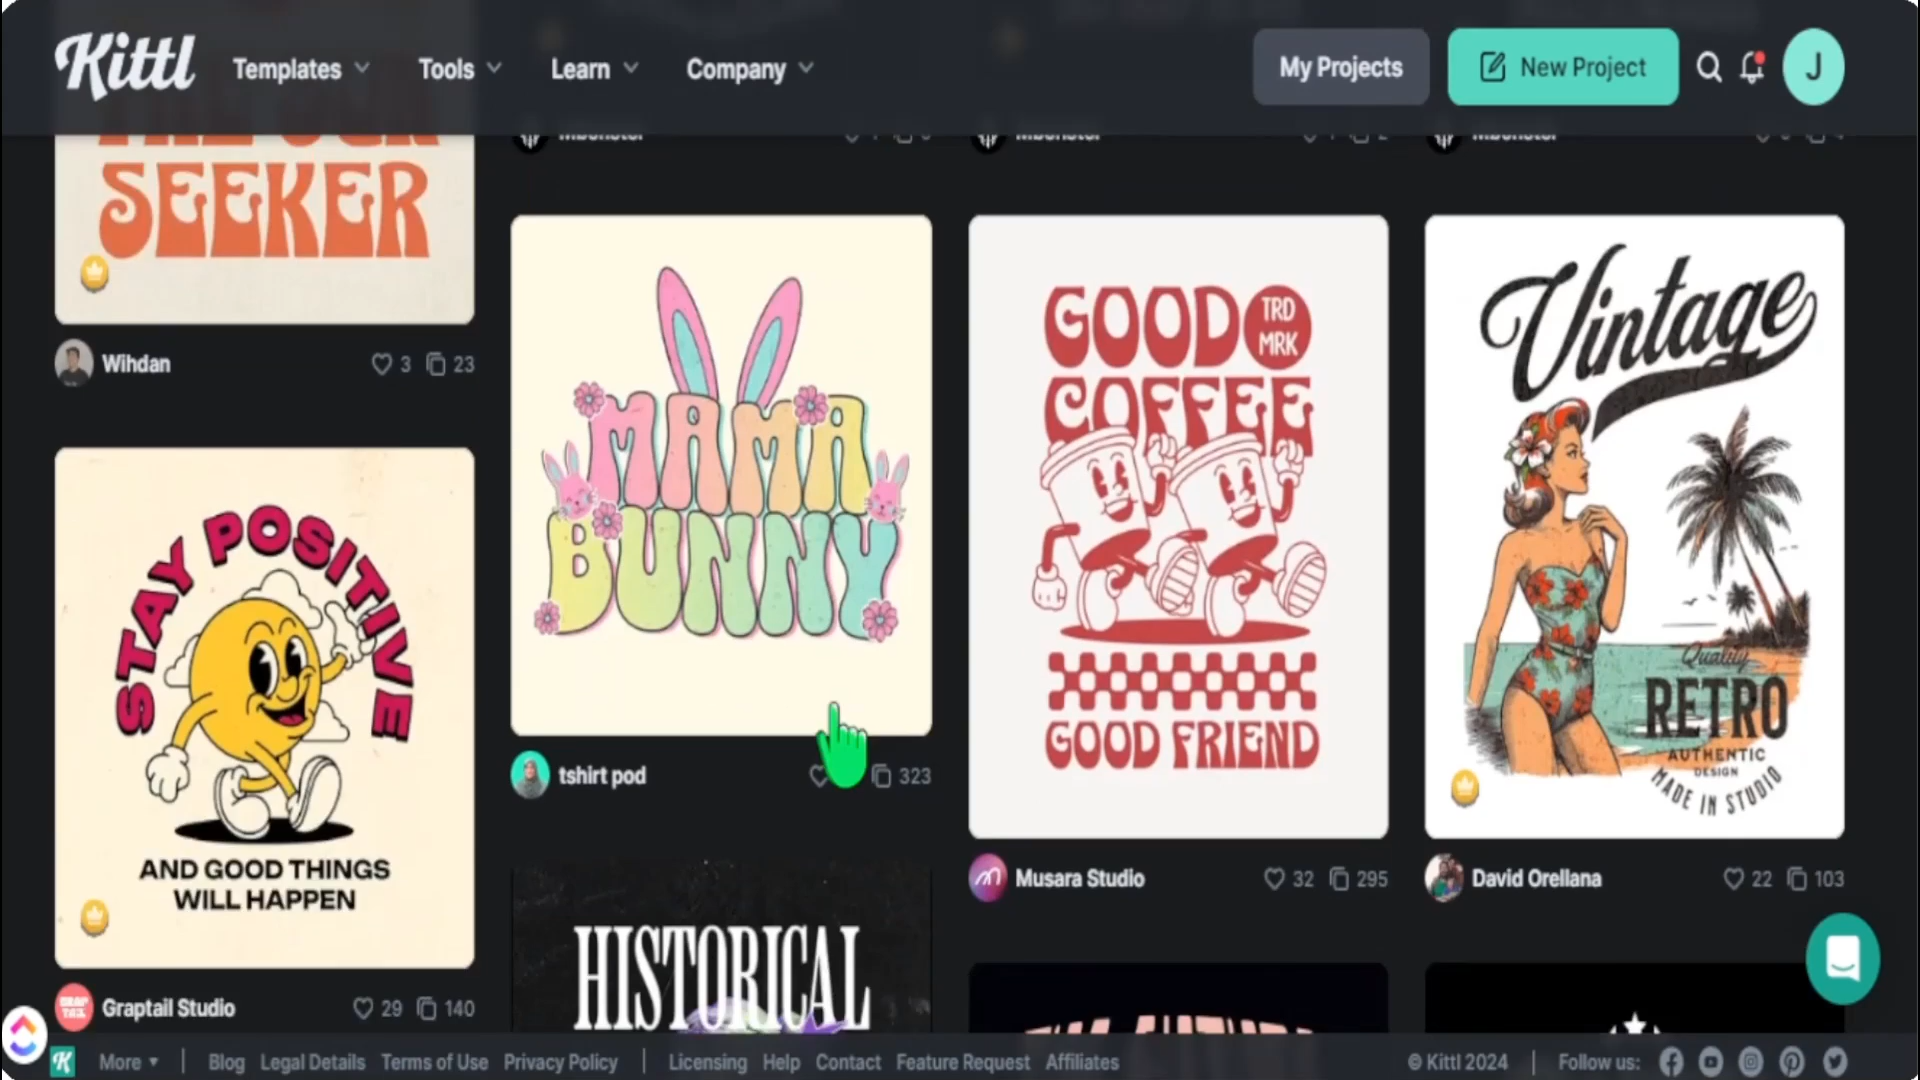 Kittl
Templates
Tools
Learn
Company
My Projects
New Project
J
SEEKER
Wihdan
3
23
STAY POSITIVE
AND GOOD THINGS
WILL HAPPEN
Graptail Studio
29
140
MAMA
BUNNY
tshirt pod
323
HISTORICAL
GOOD
TRD
MRK
COFFEE
GOOD FRIEND
Musara Studio
32
295
Vintage
Quality
RETRO
AUTHENTIC
DESIGN
MADE IN STUDIO
David Orellana
22
103
More
Blog
Legal Details
Terms of Use
Privacy Policy
Licensing
Help
Contact
Feature Request
Affiliates
© Kittl 2024
Follow us: